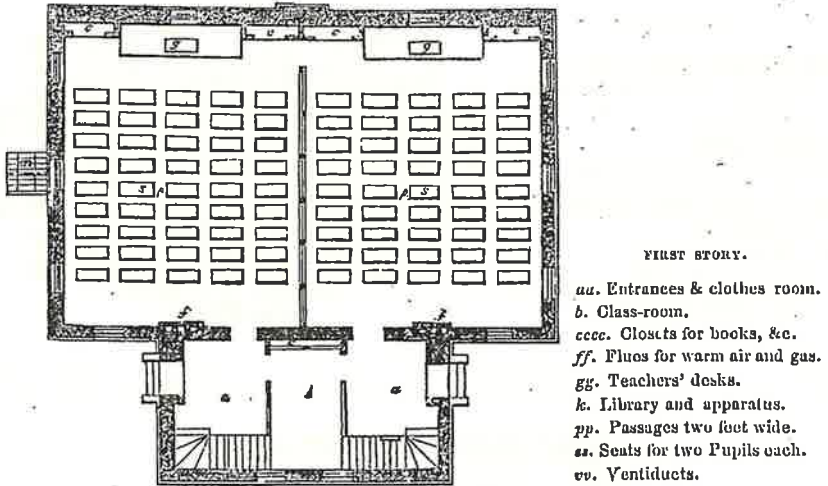 c c c c
g g
n
s p p s
f f
a b a
FIRST STORY.
aa. Entrances & clothes room.
b. Class-room.
cccc. Closets for books, &c.
ff. Flues for warm air and gas.
gg. Teachers' desks.
k. Library and apparatus.
pp. Passages two feet wide.
ss. Seats for two Pupils each.
vv. Ventiducts.